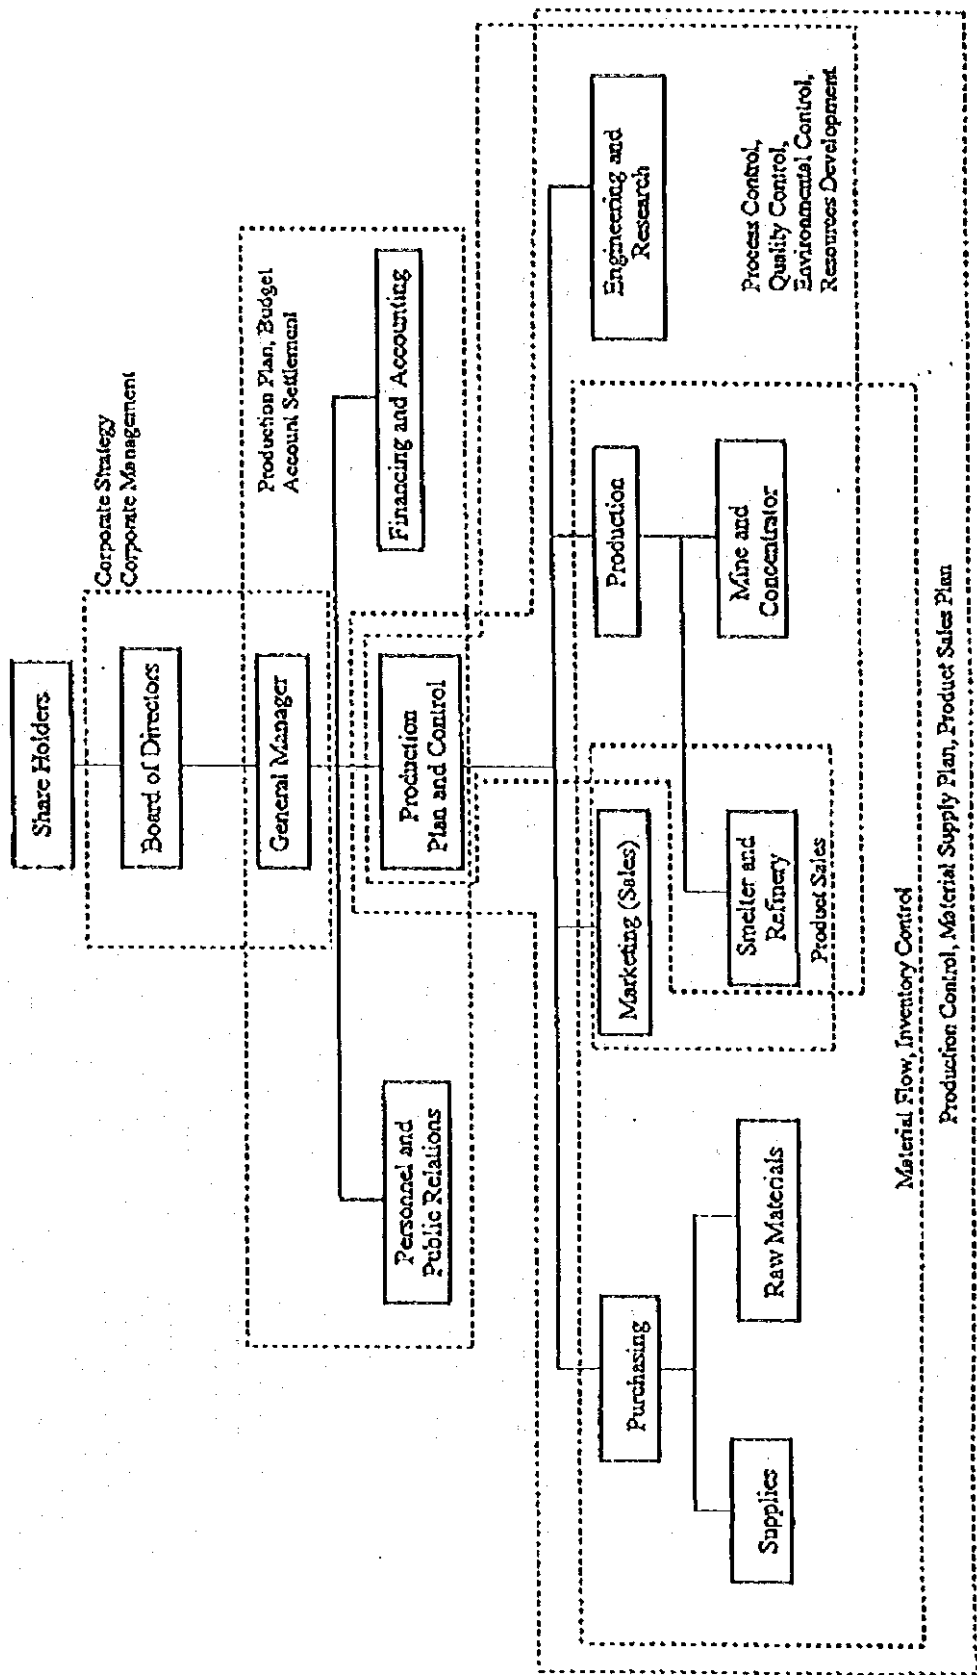 Share Holders
Corporate Strategy
Corporate Management
Board of Directors
General Manager
Production Plan, Budget
Account Settlement
Personnel and
Public Relations
Production
Plan and Control
Financing and Accounting
Purchasing
Marketing (Sales)
Production
Engineering and
Research
Supplies
Raw Materials
Smelter and
Refinery
Mine and
Concentrator
Product Sales
Process Control,
Quality Control,
Environmental Control,
Resources Development
Material Flow, Inventory Control
Production Control, Material Supply Plan, Product Sales Plan